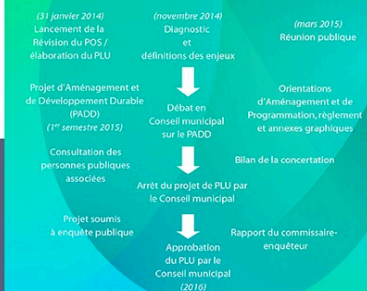 (31 janvier 2014)
Lancement de la
Révision du POS /
élaboration du PLU
(novembre 2014)
Diagnostic
et
définitions des enjeux
(mars 2015)
Réunion publique
Projet d'Aménagement et
de Développement Durable
(PADD)
(1er semestre 2015)
Débat en
Conseil municipal
sur le PADD
Orientations
d'Aménagement et de
Programmation, règlement
et annexes graphiques
Consultation des
personnes publiques
associées
Bilan de la concertation
Arrêt du projet de PLU par
le Conseil municipal
Projet soumis
à enquête publique
Rapport du commissaire-
enquêteur
Approbation
du PLU par le
Conseil municipal
(2016)